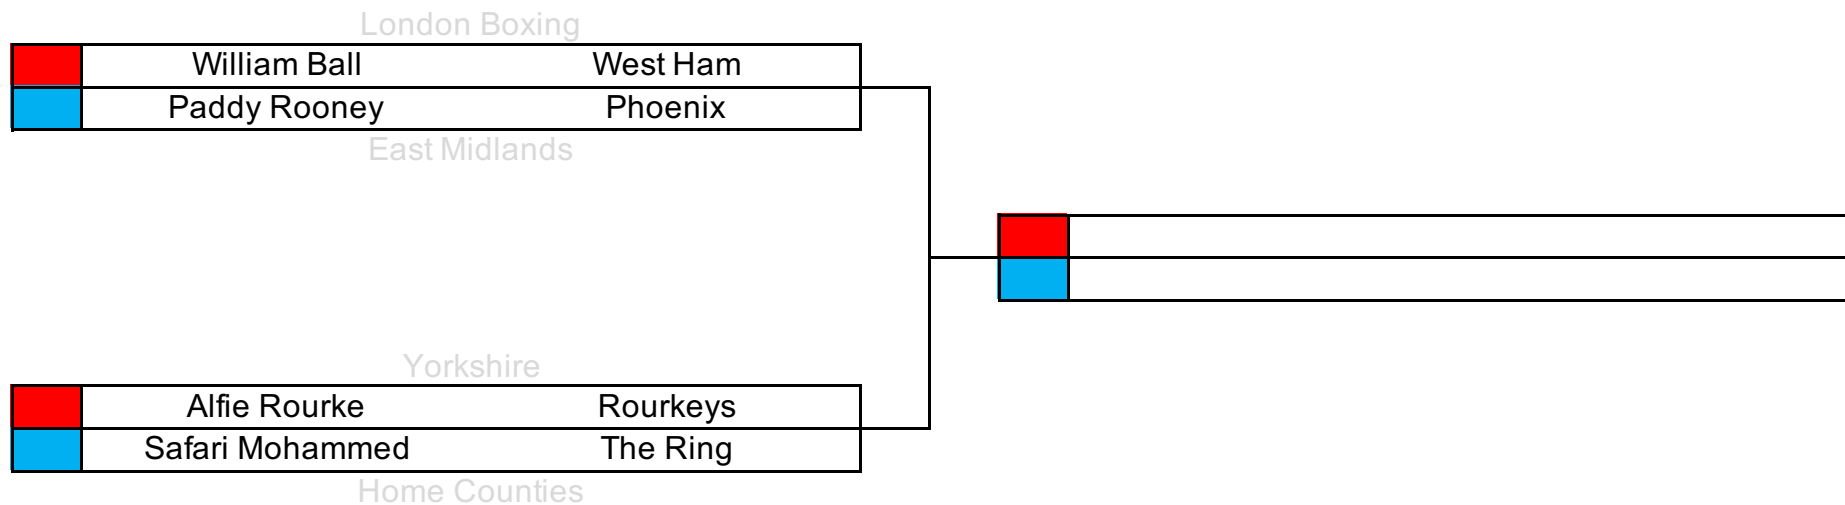 London Boxing
William Ball West Ham
Paddy Rooney Phoenix
East Midlands
Yorkshire
Alfie Rourke Rourkeys
Safari Mohammed The Ring
Home Counties